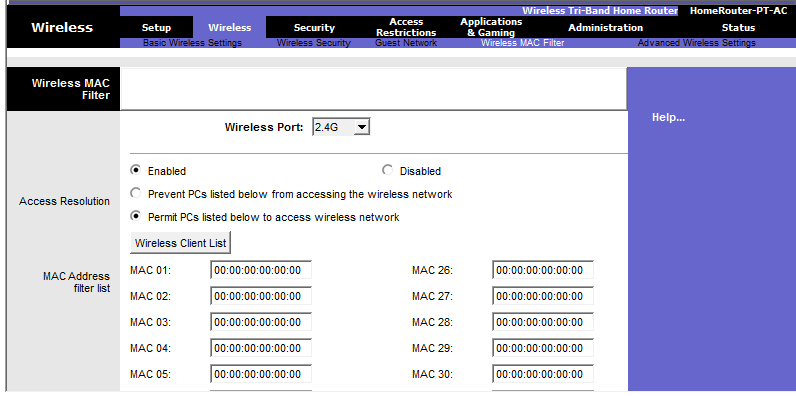 Wireless Tri-Band Home Router HomeRouter-PT-AC
Wireless
Setup Wireless Security Access Restrictions Applications & Gaming Administration Status
Basic Wireless Settings Wireless Security Guest Network Wireless MAC Filter Advanced Wireless Settings
Wireless MAC
Filter
Help...
Wireless Port: 2.4G
Enabled Disabled
Prevent PCs listed below from accessing the wireless network
Access Resolution
Permit PCs listed below to access wireless network
Wireless Client List
MAC Address
filter list
MAC 01: 00:00:00:00:00:00 MAC 26: 00:00:00:00:00:00
MAC 02: 00:00:00:00:00:00 MAC 27: 00:00:00:00:00:00
MAC 03: 00:00:00:00:00:00 MAC 28: 00:00:00:00:00:00
MAC 04: 00:00:00:00:00:00 MAC 29: 00:00:00:00:00:00
MAC 05: 00:00:00:00:00:00 MAC 30: 00:00:00:00:00:00